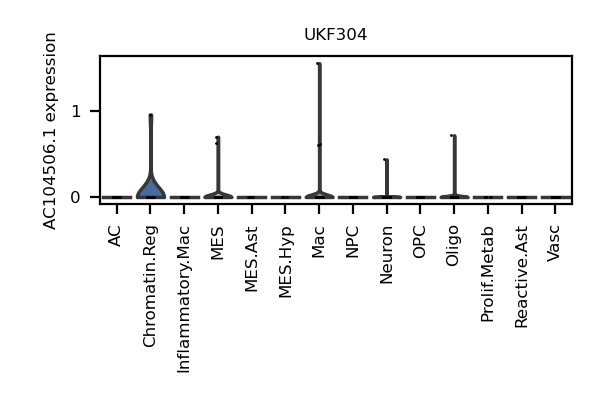 UKF304
AC104506.1 expression
1
0
AC
Chromatin.Reg
Inflammatory.Mac
MES
MES.Ast
MES.Hyp
Mac
NPC
Neuron
OPC
Oligo
Prolif.Metab
Reactive.Ast
Vasc